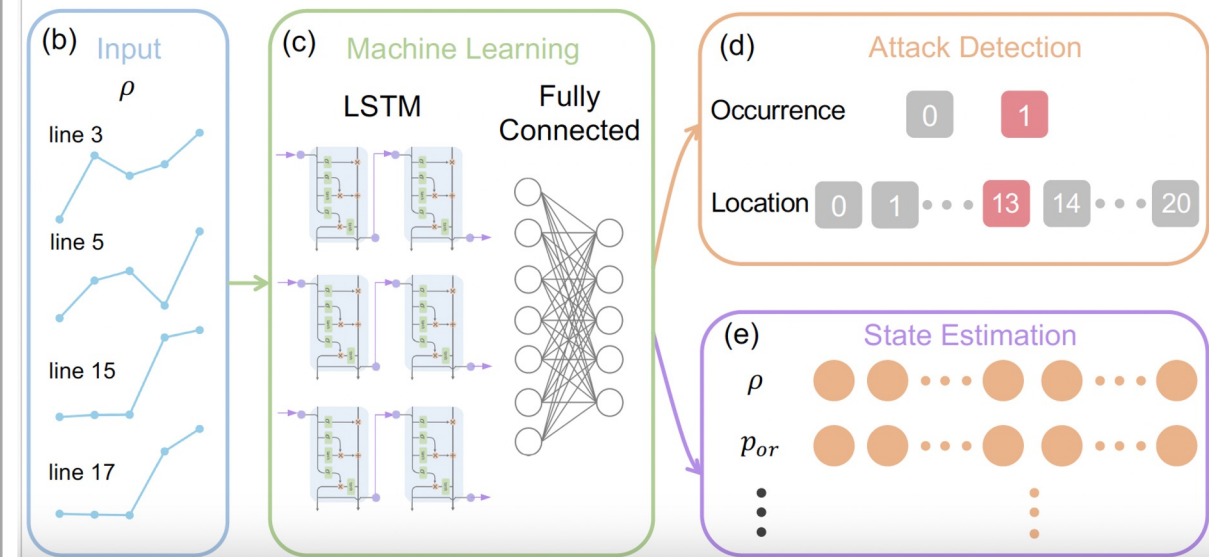 (b) Input
ρ
line 3
line 5
line 15
line 17
(c) Machine Learning
LSTM
Fully
Connected
(d) Attack Detection
Occurrence 0 1
Location 0 1 ••• 13 14 ••• 20
(e) State Estimation
ρ
p_or